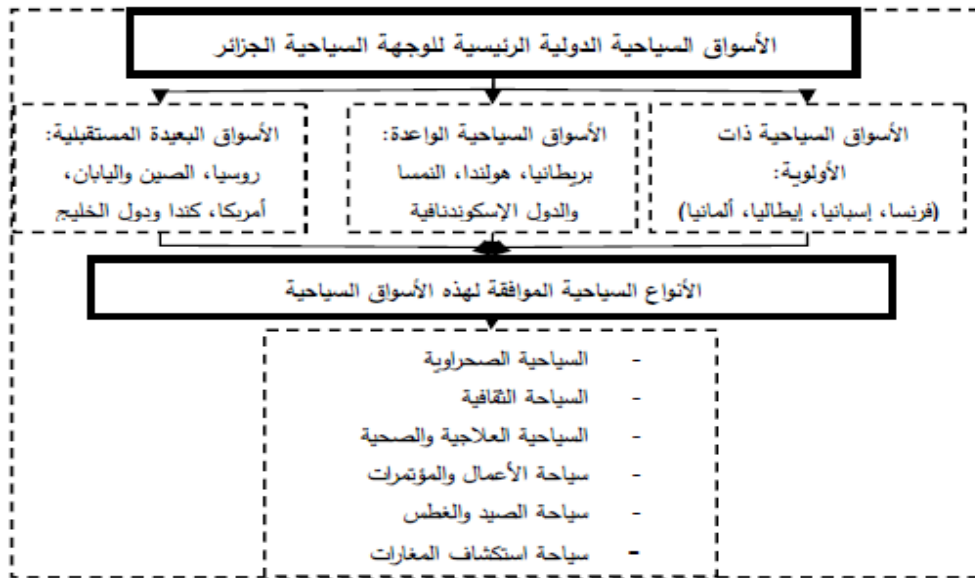 الأسواق السياحية الدولية الرئيسية للوجهة السياحية الجزائر
الأسواق السياحية ذات
الأولوية:
(فرنسا، إسبانيا، إيطاليا، ألمانيا)
الأسواق السياحية الواعدة:
بريطانيا، هولندا، النمسا
والدول الإسكوندنافية
الأسواق البعيدة المستقبلية:
روسيا، الصين واليابان،
أمريكا، كندا ودول الخليج
الأنواع السياحية الموافقة لهذه الأسواق السياحية
- السياحية الصحراوية
- السياحة الثقافية
- السياحية العلاجية والصحية
- سياحة الأعمال والمؤتمرات
- سياحة الصيد والغطس
- سياحة استكشاف المغارات